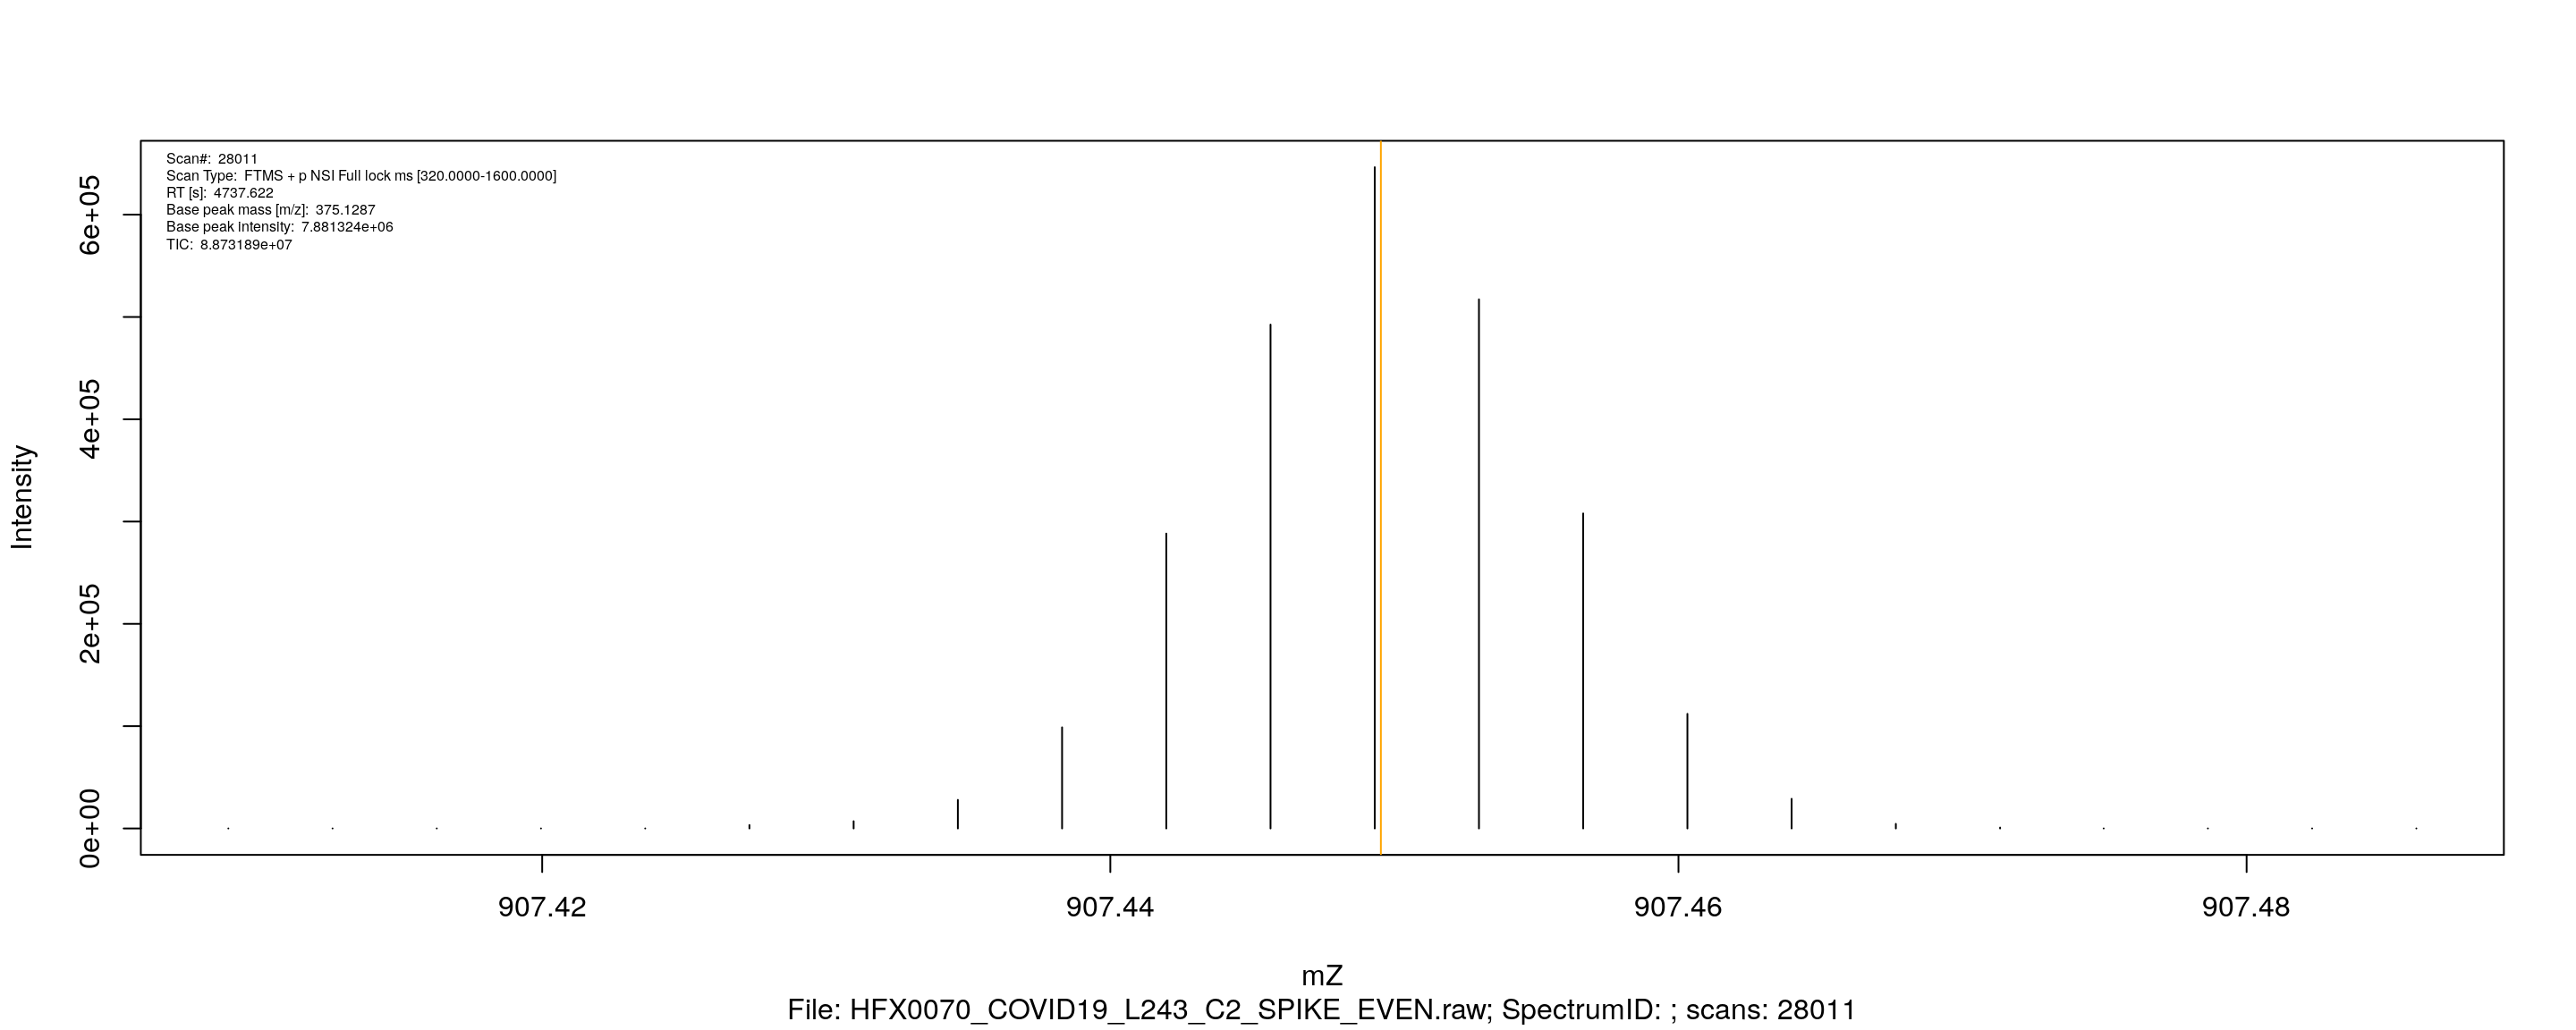 Scan#: 28011
Scan Type: FTMS + p NSI Full lock ms [320.0000-1600.0000]
RT [s]: 4737.622
Base peak mass [m/z]: 375.1287
Base peak intensity: 7.881324e+06
TIC: 8.873189e+07
6e+05
4e+05
2e+05
0e+00
Intensity
907.42 907.44 907.46 907.48
mZ
File: HFX0070_COVID19_L243_C2_SPIKE_EVEN.raw; SpectrumID: ; scans: 28011